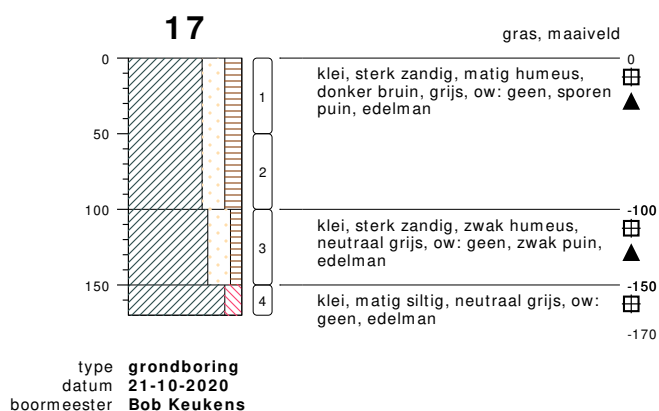 17
gras, maaiveld
0
0
klei, sterk zandig, matig humeus,
donker bruin, grijs, ow: geen, sporen
puin, edelman
1
50
2
100
-100
klei, sterk zandig, zwak humeus,
neutraal grijs, ow: geen, zwak puin,
edelman
3
150
-150
klei, matig siltig, neutraal grijs, ow:
geen, edelman
4
-170
type grondboring
datum 21-10-2020
boormeester Bob Keukens